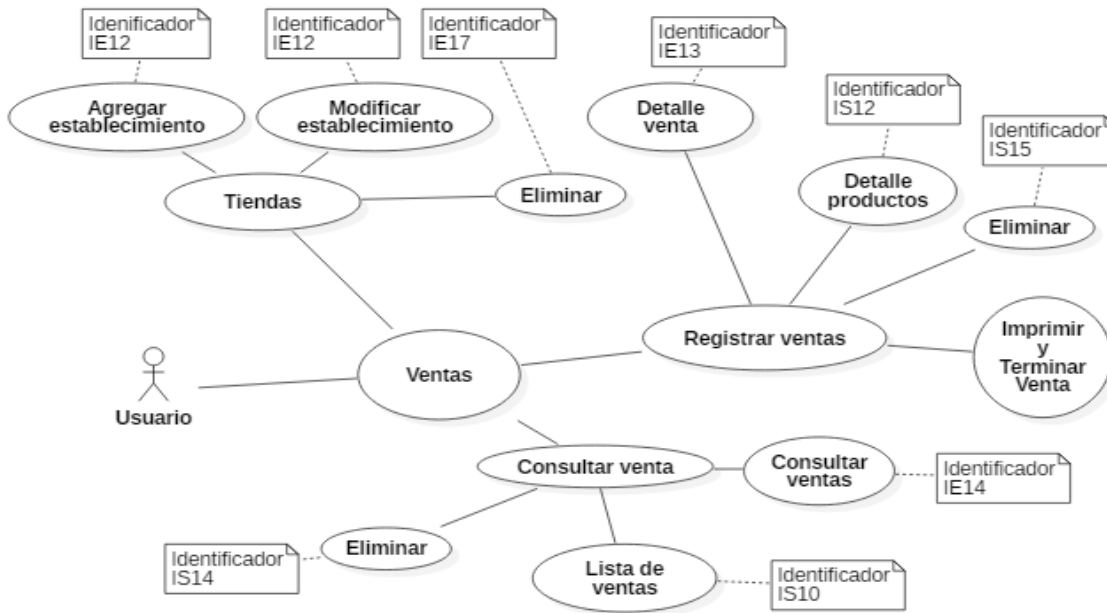 Idenificador
IE12
Identificador
IE12
Identificador
IE17
Identificador
IE13
Agregar
establecimiento
Modificar
establecimiento
Detalle
venta
Identificador
IS12
Identificador
IS15
Tiendas
Eliminar
Detalle
productos
Eliminar
Registrar ventas
Imprimir
y
Terminar
Venta
Ventas
Usuario
Consultar venta
Consultar
ventas
Identificador
IE14
Identificador
IS14
Eliminar
Lista de
ventas
Identificador
IS10